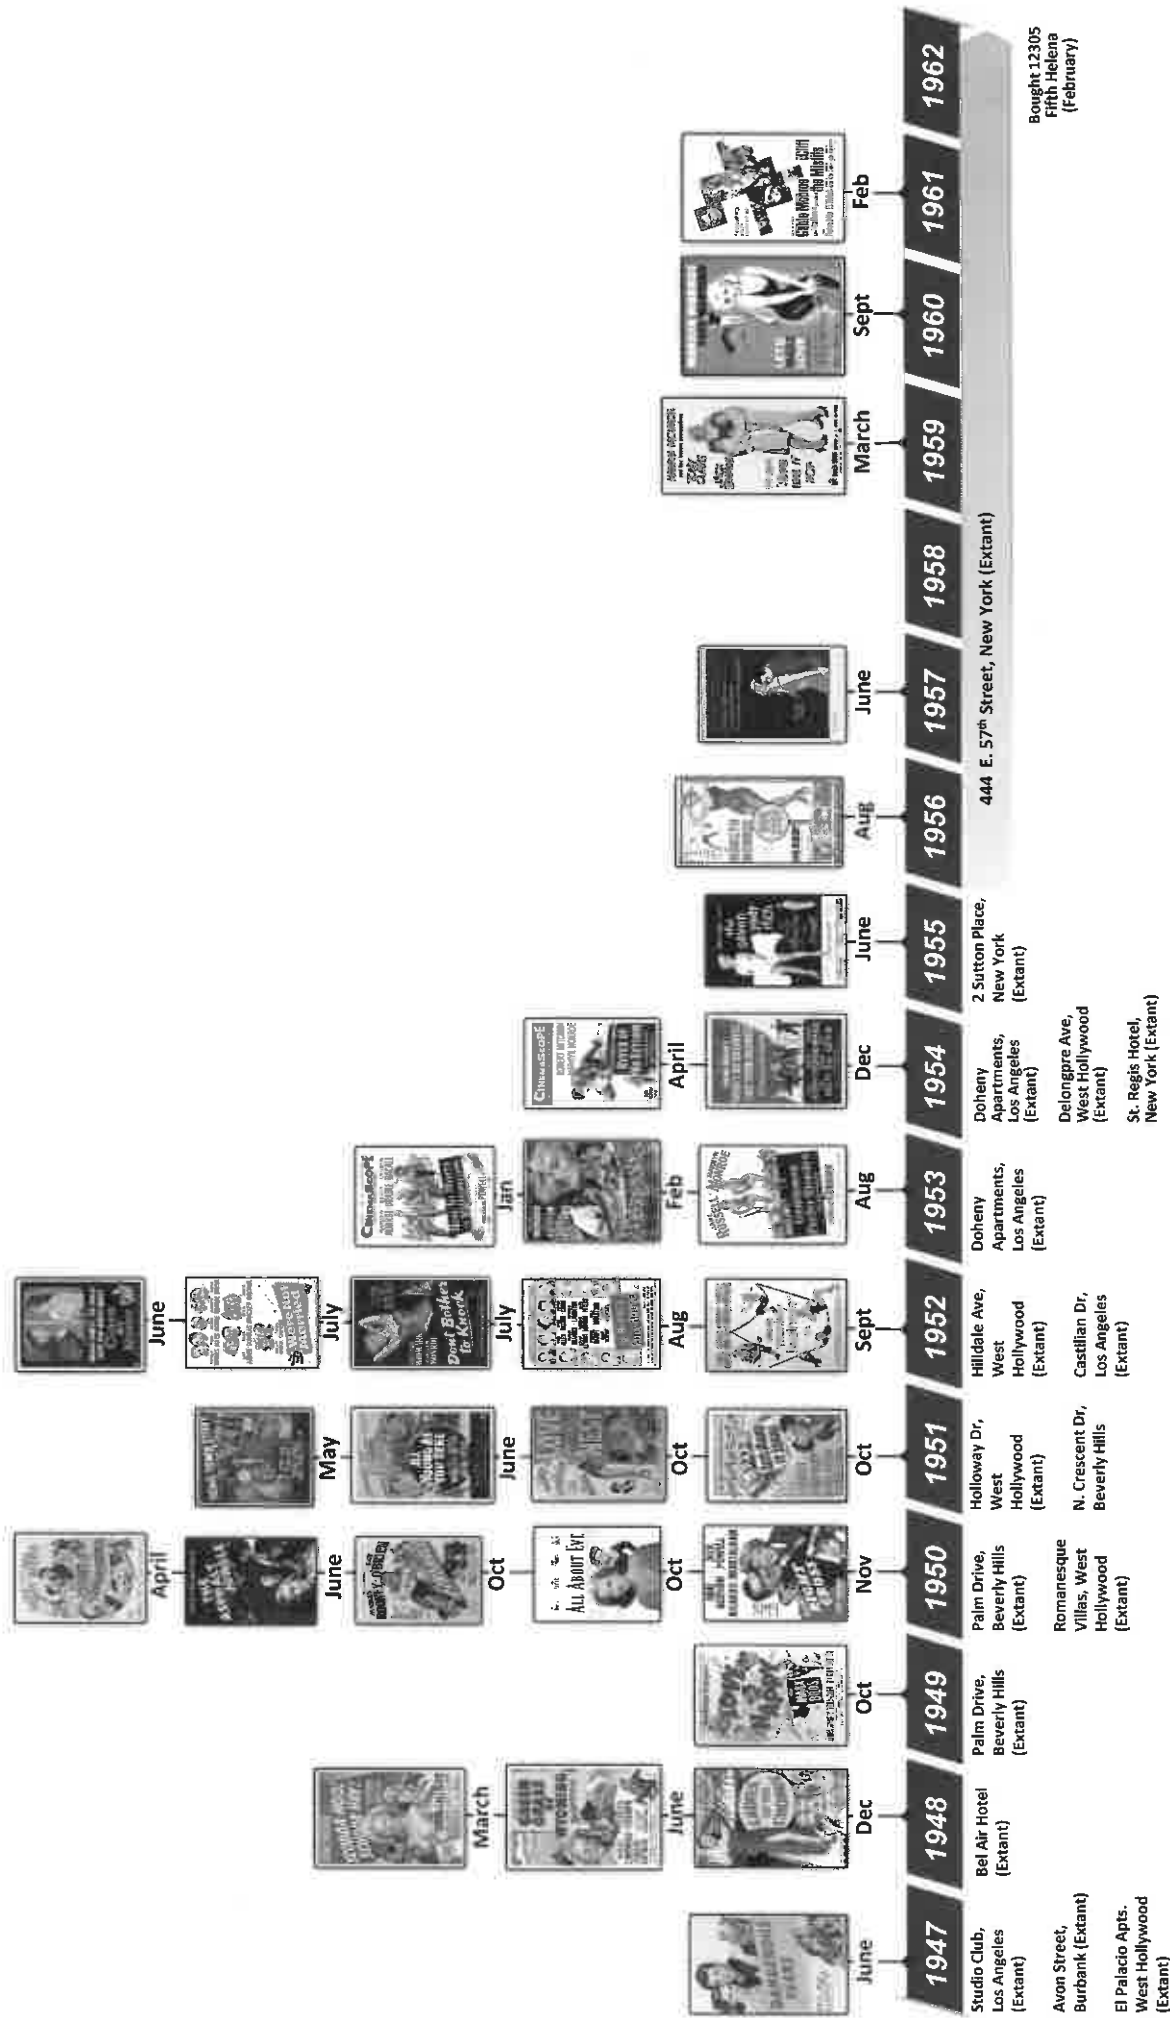 June
1947
Studio Club,
Los Angeles
(Extant)
Avon Street,
Burbank (Extant)
El Palacio Apts.
West Hollywood
(Extant)
March
June
Dec
1948
Bel Air Hotel
(Extant)
Oct
1949
Palm Drive,
Beverly Hills
(Extant)
April
June
Oct
ALL ABOUT EVE
Oct
Nov
1950
Palm Drive,
Beverly Hills
(Extant)
Romanesque
Villas, West
Hollywood
(Extant)
May
June
Oct
Oct
1951
Holloway Dr,
West
Hollywood
(Extant)
N. Crescent Dr,
Beverly Hills
June
July
Don't Bother
to Knock
July
Aug
Sept
1952
Hilldale Ave,
West
Hollywood
(Extant)
Castilian Dr,
Los Angeles
(Extant)
CINEMASCOPE
Jan
Feb
RUSSELL MONROE
Aug
1953
Doheny
Apartments,
Los Angeles
(Extant)
CINEMASCOPE
April
Dec
1954
Doheny
Apartments,
Los Angeles
(Extant)
Delongpre Ave,
West Hollywood
(Extant)
St. Regis Hotel,
New York (Extant)
June
1955
2 Sutton Place,
New York
(Extant)
Aug
1956
June
1957
1958
444 E. 57th Street, New York (Extant)
March
1959
Sept
1960
Gable Monroe Clift
the Misfits
Feb
1961
1962
Bought 12305
Fifth Helena
(February)